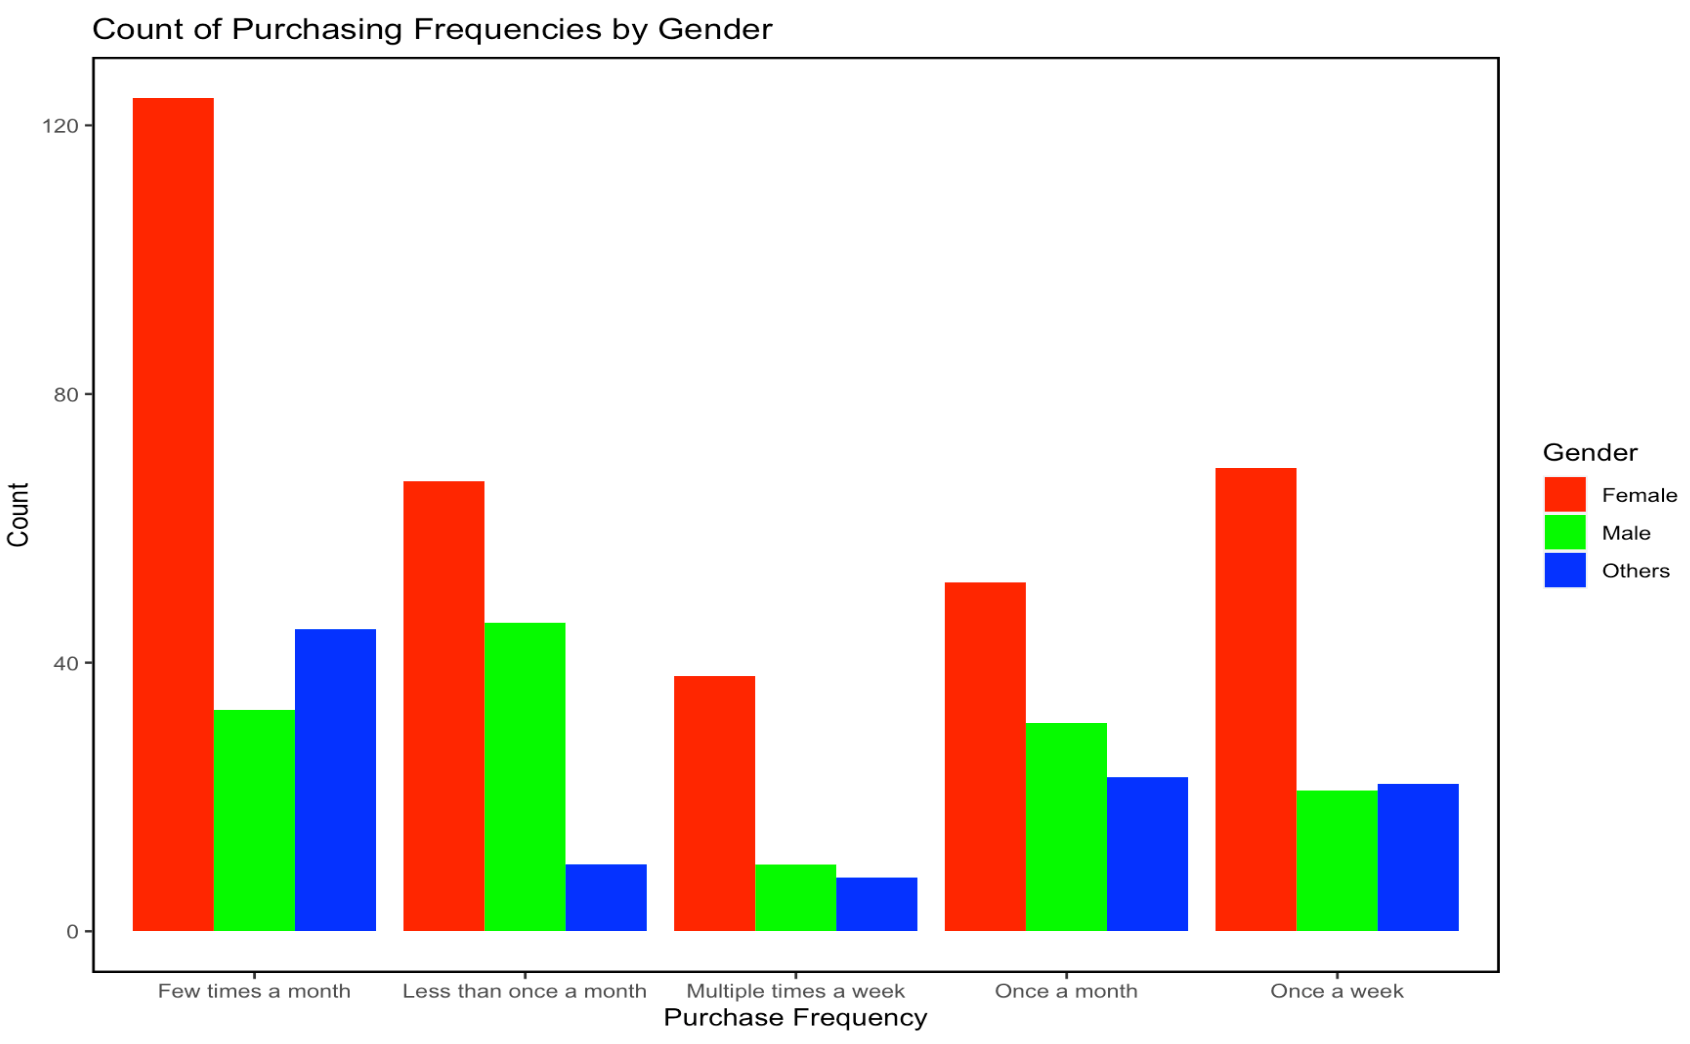 Count of Purchasing Frequencies by Gender
120
80
40
0
Count
Few times a month Less than once a month Multiple times a week Once a month Once a week
Purchase Frequency
Gender
Female
Male
Others